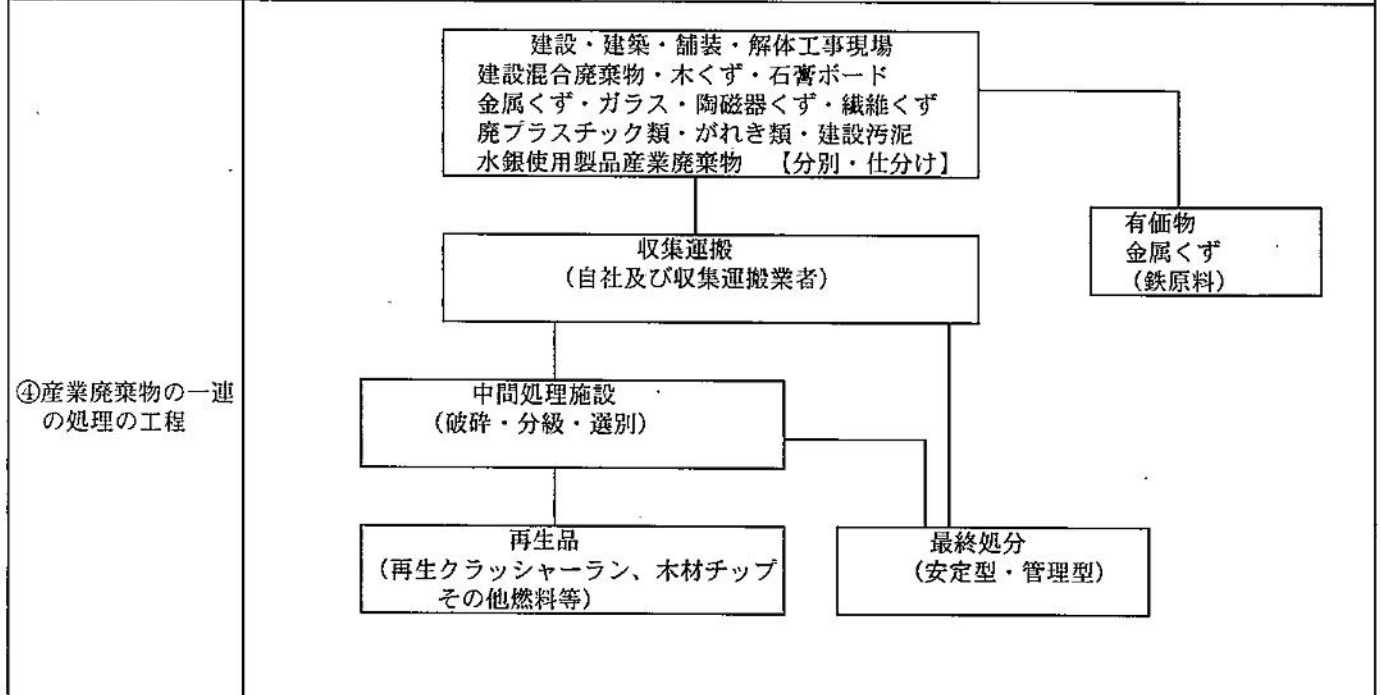 建設・建築・舗装・解体工事現場
建設混合廃棄物・木くず・石膏ボード
金属くず・ガラス・陶磁器くず・繊維くず
廃プラスチック類・がれき類・建設汚泥
水銀使用製品産業廃棄物 【分別・仕分け】
有価物
金属くず
(鉄原料)
収集運搬
(自社及び収集運搬業者)
④産業廃棄物の一連
の処理の工程
中間処理施設
(破砕・分級・選別)
再生品
(再生クラッシャーラン、木材チップ
その他燃料等)
最終処分
(安定型・管理型)